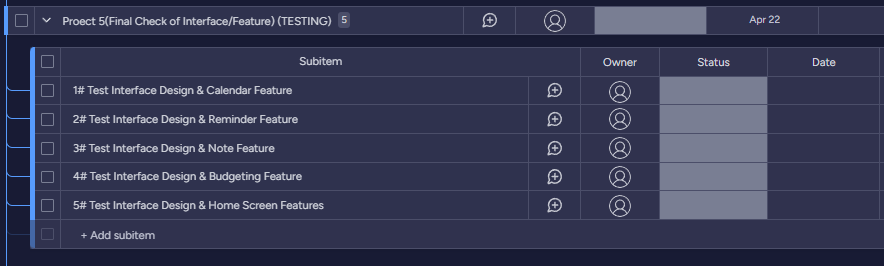 Proect 5(Final Check of Interface/Feature) (TESTING) 5 Apr 22
Subitem Owner Status Date
1# Test Interface Design & Calendar Feature
2# Test Interface Design & Reminder Feature
3# Test Interface Design & Note Feature
4# Test Interface Design & Budgeting Feature
5# Test Interface Design & Home Screen Features
+ Add subitem